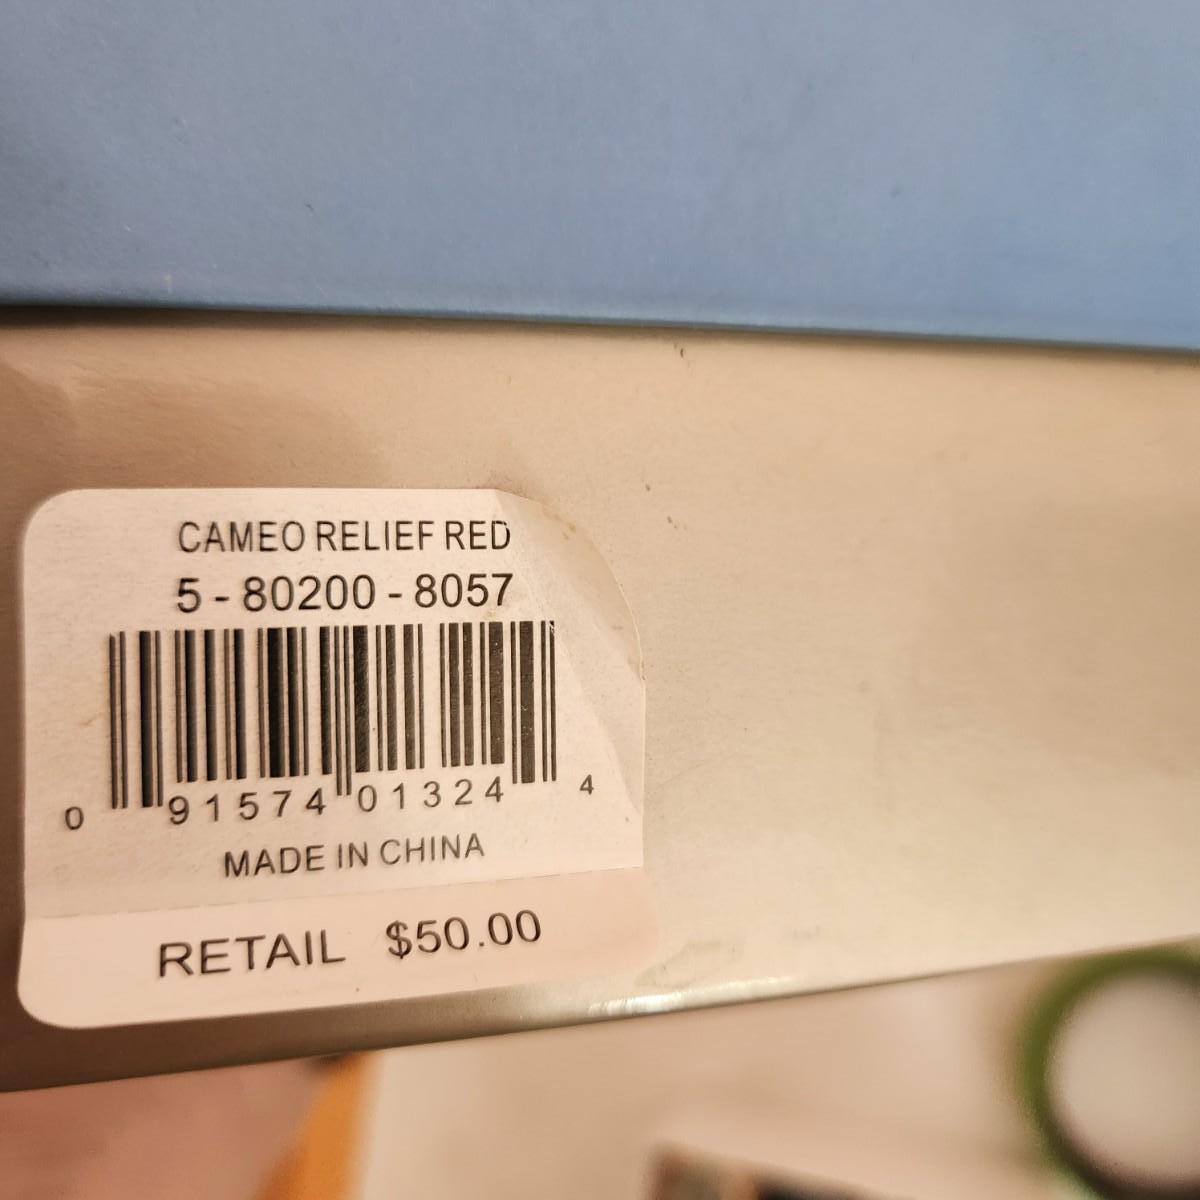 CAMEO RELIEF RED
5 - 80200 - 8057
0 91574 01324 4
MADE IN CHINA
RETAIL $50.00